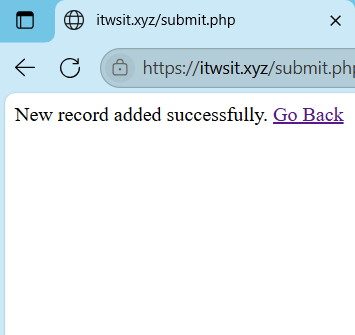 itwsit.xyz/submit.php
https://itwsit.xyz/submit.php
New record added successfully. Go Back